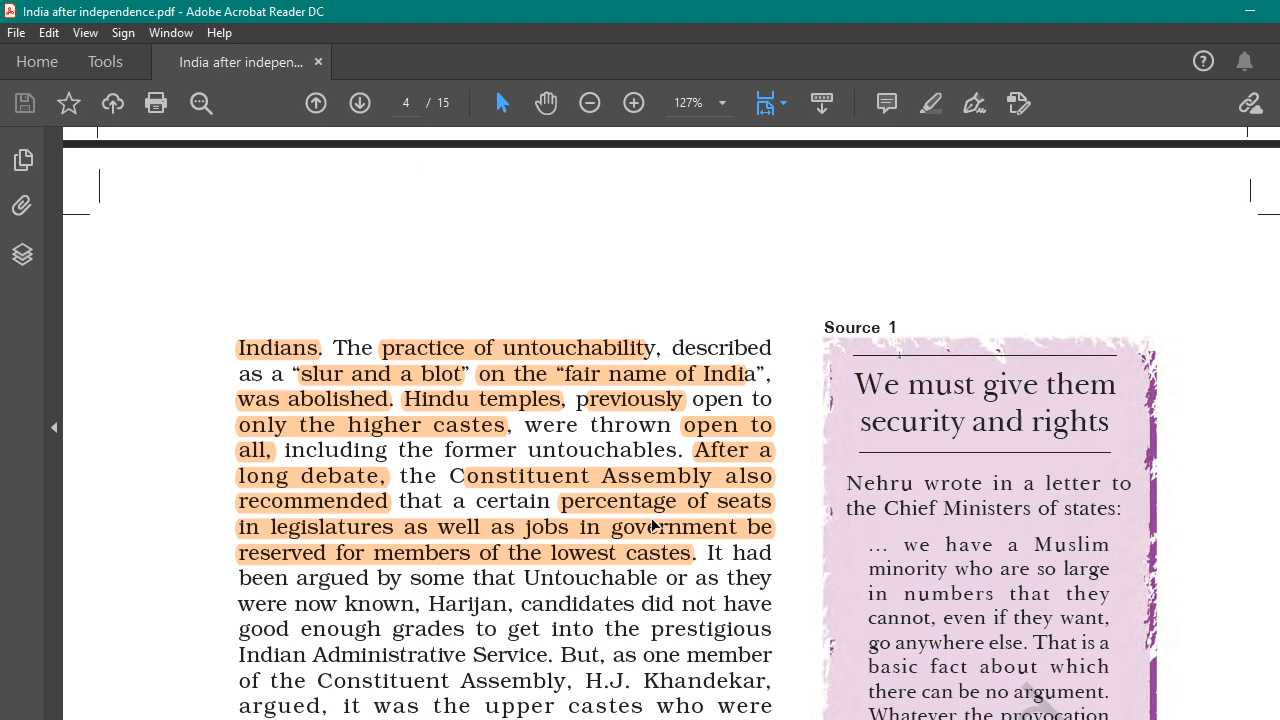 India after independence.pdf - Adobe Acrobat Reader DC
File Edit View Sign Window Help
Home Tools India after indepen... ×
4 / 15 127%
Indians. The practice of untouchability, described
as a “slur and a blot” on the “fair name of India”,
was abolished. Hindu temples, previously open to
only the higher castes, were thrown open to
all, including the former untouchables. After a
long debate, the Constituent Assembly also
recommended that a certain percentage of seats
in legislatures as well as jobs in government be
reserved for members of the lowest castes. It had
been argued by some that Untouchable or as they
were now known, Harijan, candidates did not have
good enough grades to get into the prestigious
Indian Administrative Service. But, as one member
of the Constituent Assembly, H.J. Khandekar,
argued, it was the upper castes who were
Source 1
We must give them
security and rights
Nehru wrote in a letter to
the Chief Ministers of states:
... we have a Muslim
minority who are so large
in numbers that they
cannot, even if they want,
go anywhere else. That is a
basic fact about which
there can be no argument.
Whatever the provocation